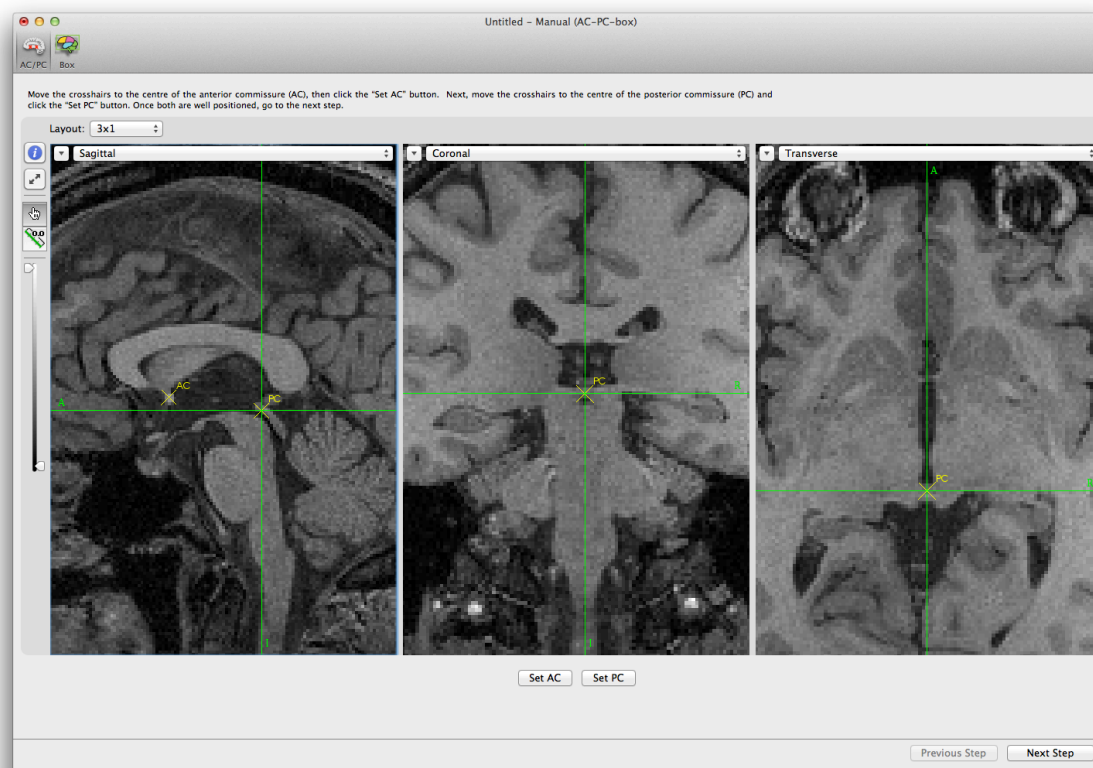 Untitled – Manual (AC-PC-box)
AC/PC Box
Move the crosshairs to the centre of the anterior commissure (AC), then click the "Set AC" button. Next, move the crosshairs to the centre of the posterior commissure (PC) and
click the "Set PC" button. Once both are well positioned, go to the next step.
Layout: 3x1
i Sagittal Coronal Transverse
A
0.0
AC
PC
A
PC
PC
I
I
Set AC Set PC
Previous Step Next Step